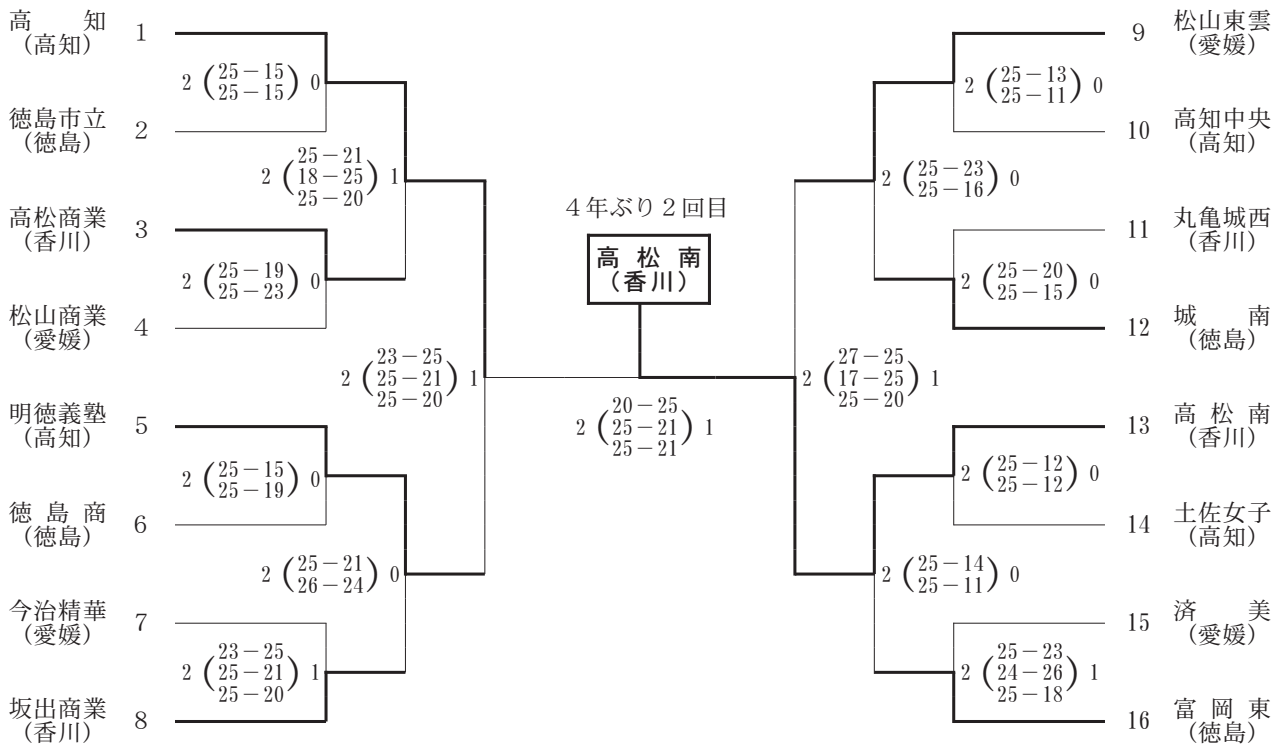 高知
(高知)
1
2 (25-15 25-15) 0
徳島市立
(徳島)
2
2 (25-21 18-25 25-20) 1
高松商業
(香川)
3
2 (25-19 25-23) 0
松山商業
(愛媛)
4
2 (23-25 25-21 25-20) 1
明徳義塾
(高知)
5
2 (25-15 25-19) 0
徳島商
(徳島)
6
2 (25-21 26-24) 0
今治精華
(愛媛)
7
2 (23-25 25-21 25-20) 1
坂出商業
(香川)
8
4年ぶり2回目
高松南
(香川)
2 (20-25 25-21 25-21) 1
9
松山東雲
(愛媛)
2 (25-13 25-11) 0
10
高知中央
(高知)
2 (25-23 25-16) 0
11
丸亀城西
(香川)
2 (25-20 25-15) 0
12
城南
(徳島)
2 (27-25 17-25 25-20) 1
13
高松南
(香川)
2 (25-12 25-12) 0
14
土佐女子
(高知)
2 (25-14 25-11) 0
15
済美
(愛媛)
2 (25-23 24-26 25-18) 1
16
富岡東
(徳島)